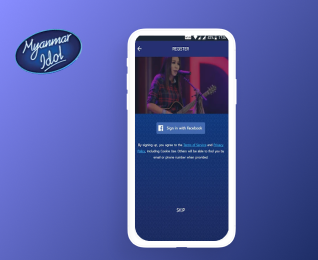 Myanmar
Idol
REGISTER
Sign in with Facebook
By signing up, you agree to the Terms of Service and Privacy
Policy, including Cookie Use. Others will be able to find you by
email or phone number when provided.
SKIP